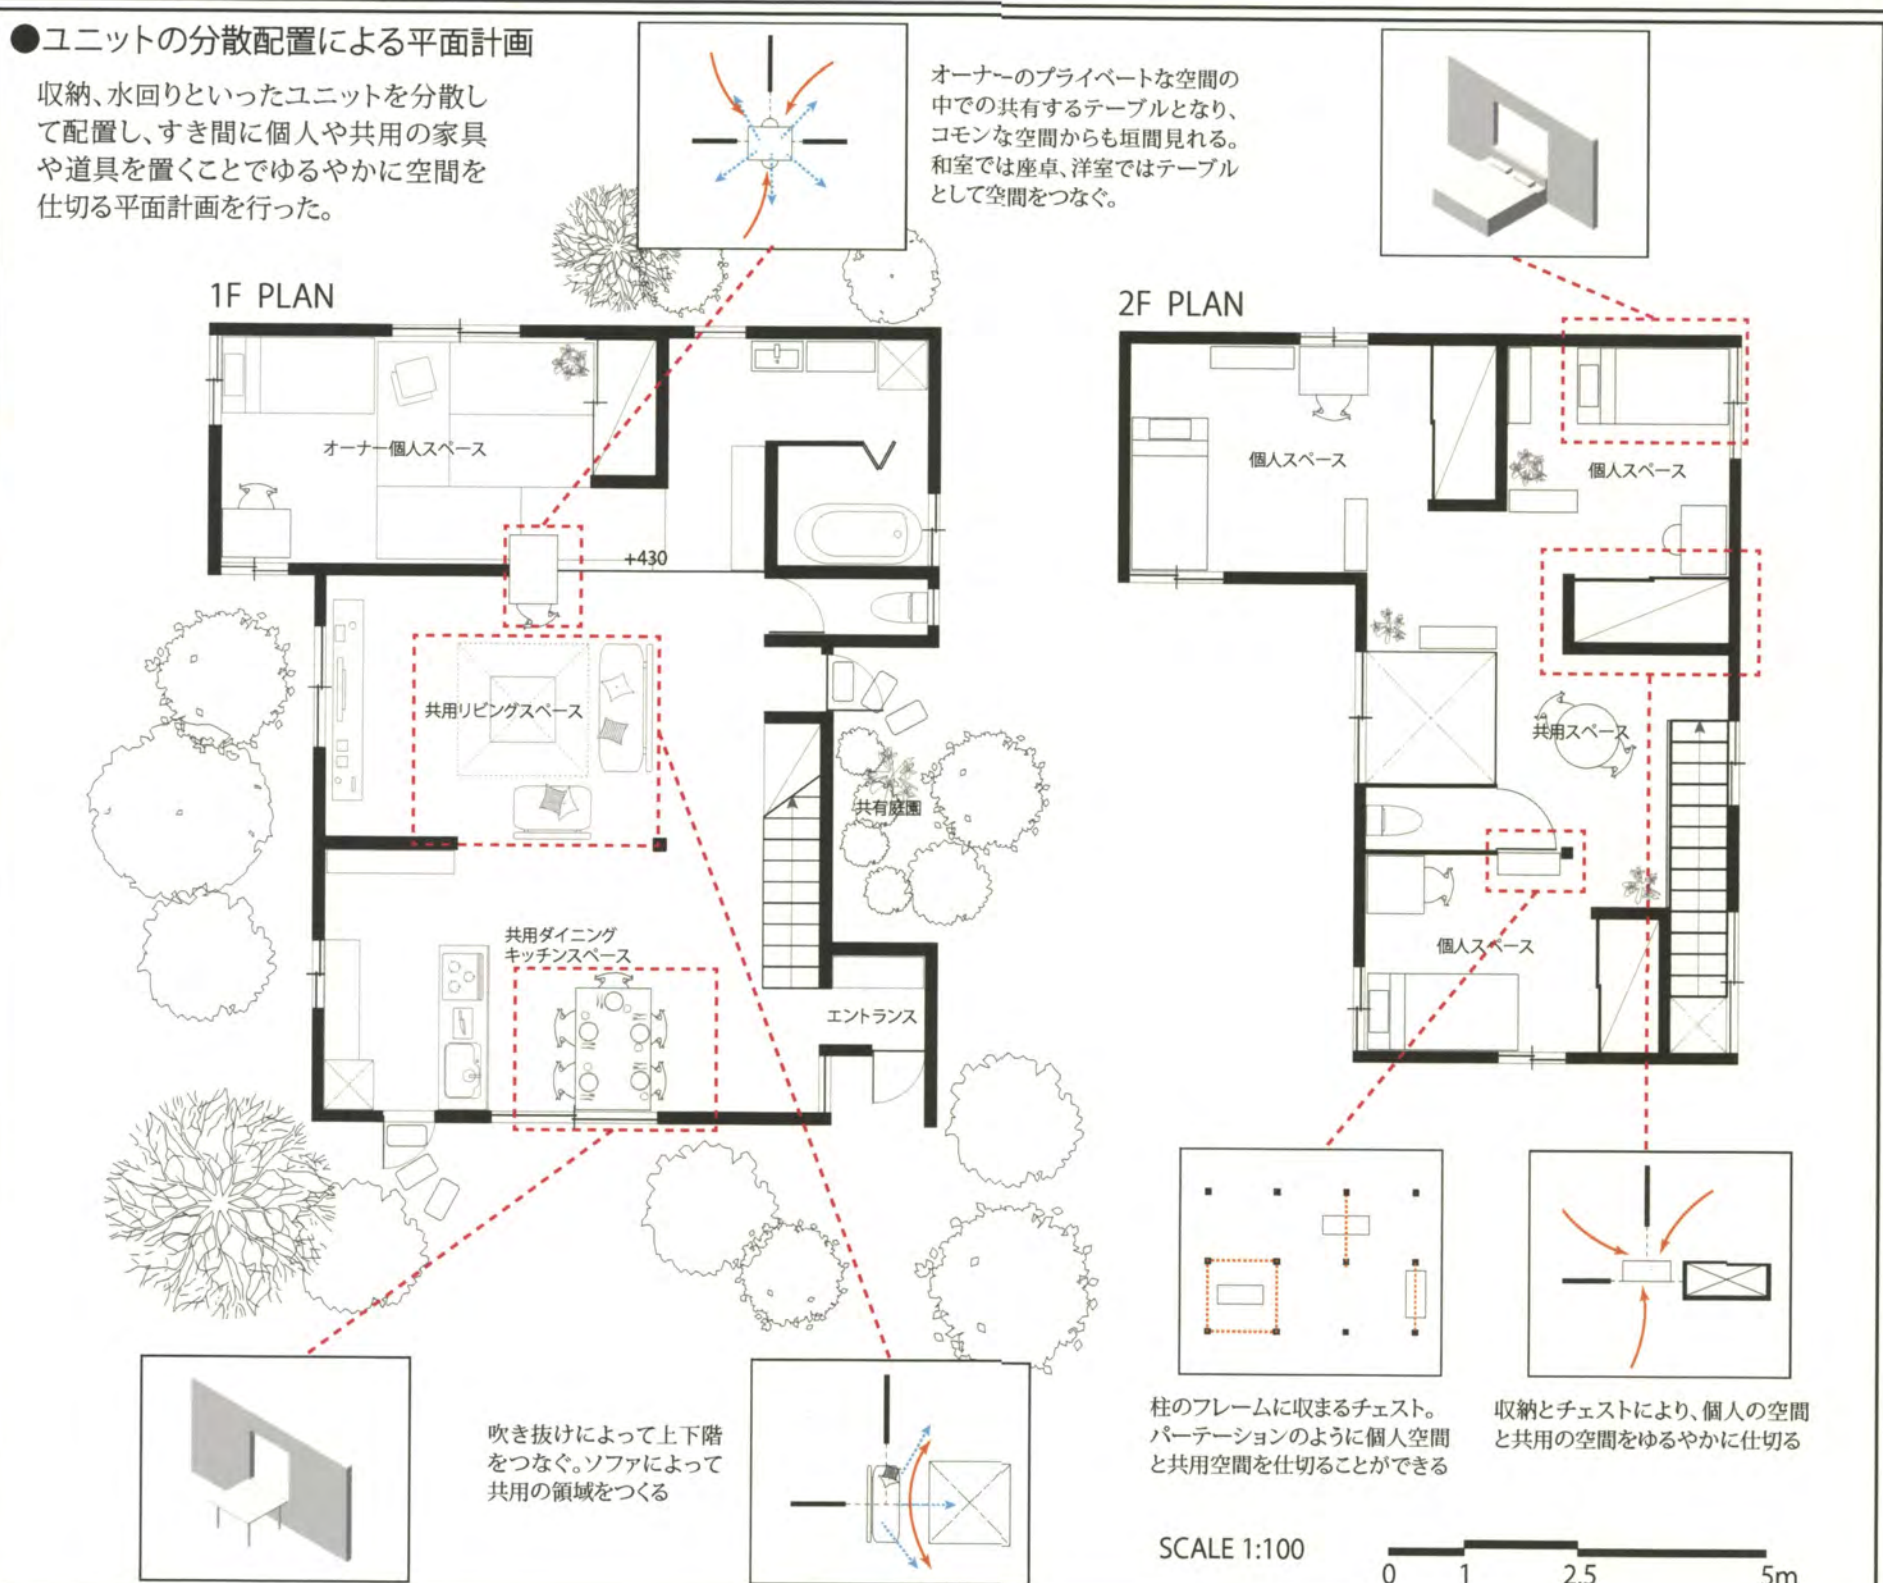 ●ユニットの分散配置による平面計画
収納、水回りといったユニットを分散し
て配置し、すき間に個人や共用の家具
や道具を置くことでゆるやかに空間を
仕切る平面計画を行った。
オーナーのプライベートな空間の
中での共有するテーブルとなり、
コモンな空間からも垣間見れる。
和室では座卓、洋室ではテーブル
として空間をつなぐ。
1F PLAN
オーナー個人スペース
+430
共用リビングスペース
共有庭園
共用ダイニング
キッチンスペース
エントランス
2F PLAN
個人スペース
個人スペース
共用スペース
個人スペース
吹き抜けによって上下階
をつなぐ。ソファによって
共用の領域をつくる
柱のフレームに収まるチェスト。
パーテーションのように個人空間
と共用空間を仕切ることができる
収納とチェストにより、個人の空間
と共用の空間をゆるやかに仕切る
SCALE 1:100
0 1 2.5 5m